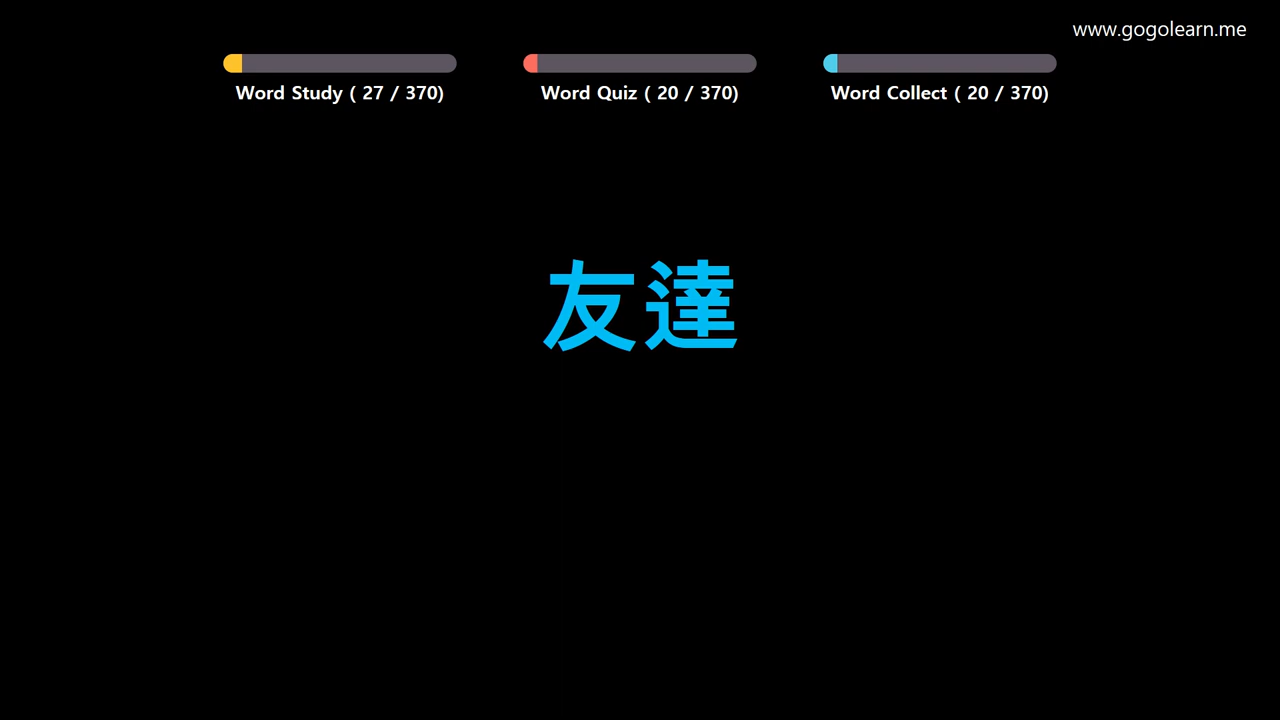 www.gogolearn.me
Word Study ( 27 / 370)
Word Quiz ( 20 / 370)
Word Collect ( 20 / 370)
友達